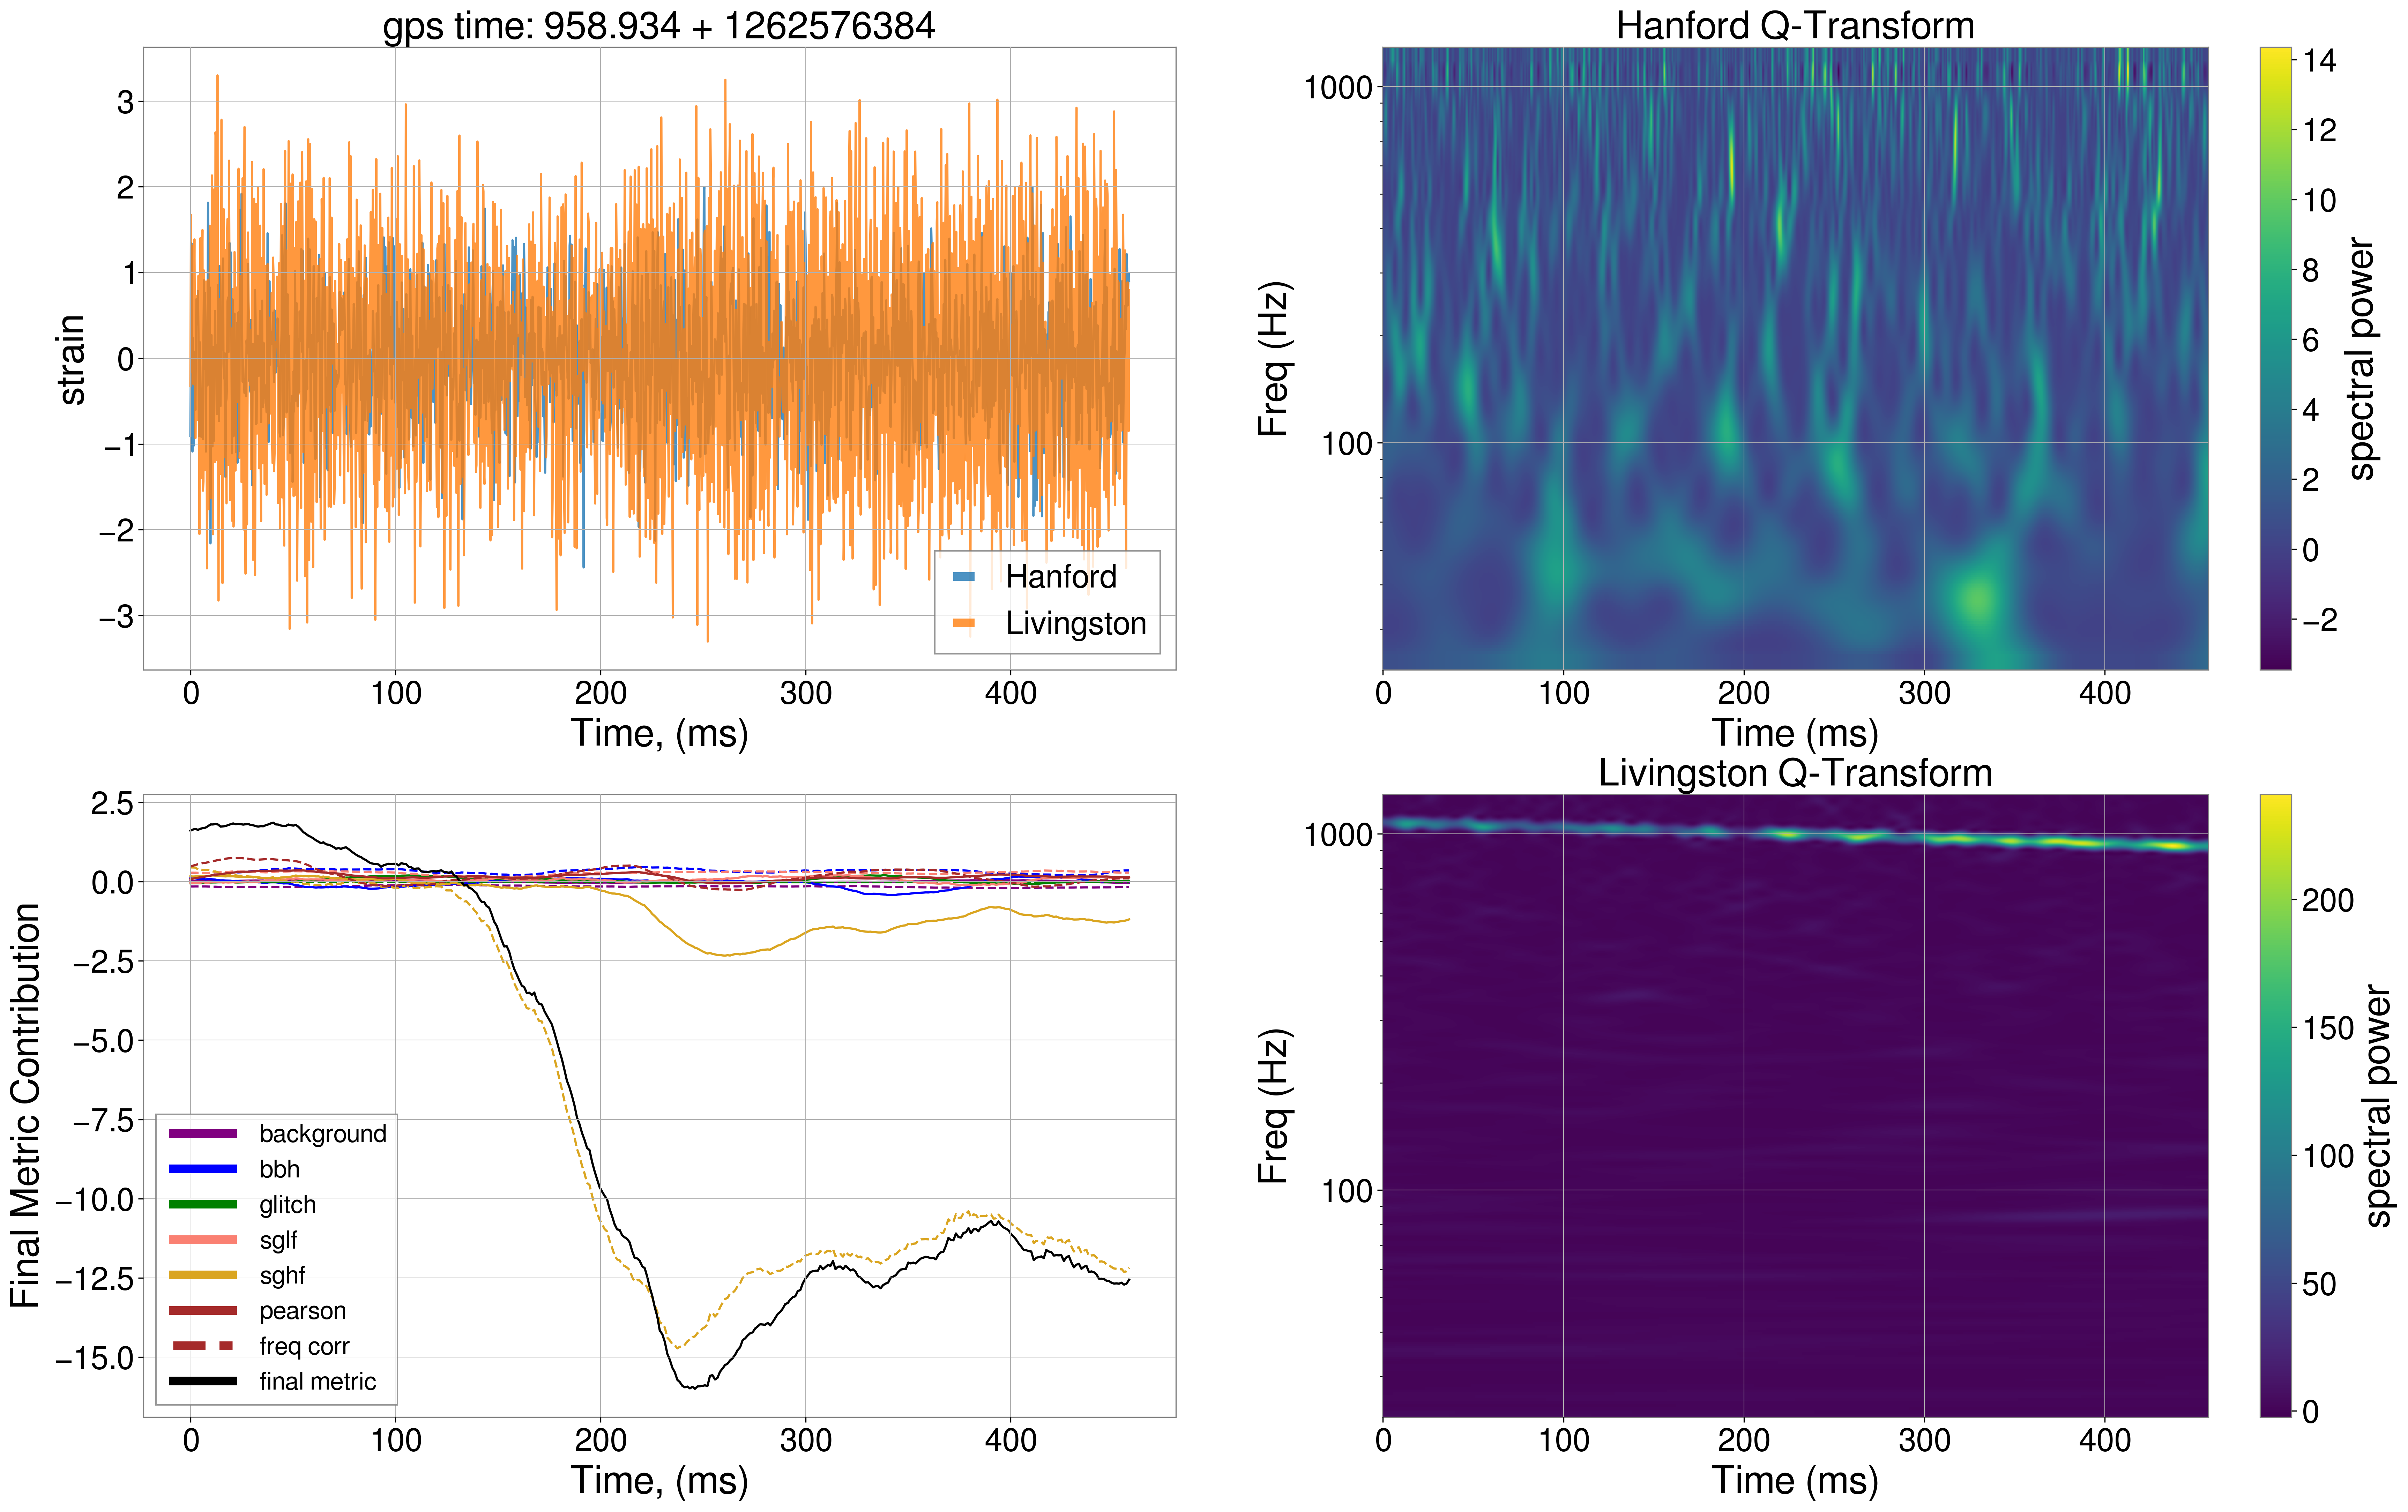 gps time: 958.934 + 1262576384
3
2
1
0
−1
−2
−3
strain
Hanford
Livingston
0 100 200 300 400
Time, (ms)
Hanford Q-Transform
1000
100
Freq (Hz)
0 100 200 300 400
Time (ms)
14
12
10
8
6
4
2
0
−2
spectral power
2.5
0.0
−2.5
−5.0
−7.5
−10.0
−12.5
−15.0
Final Metric Contribution
background
bbh
glitch
sglf
sghf
pearson
freq corr
final metric
0 100 200 300 400
Time, (ms)
Livingston Q-Transform
1000
100
Freq (Hz)
0 100 200 300 400
Time (ms)
200
150
100
50
0
spectral power